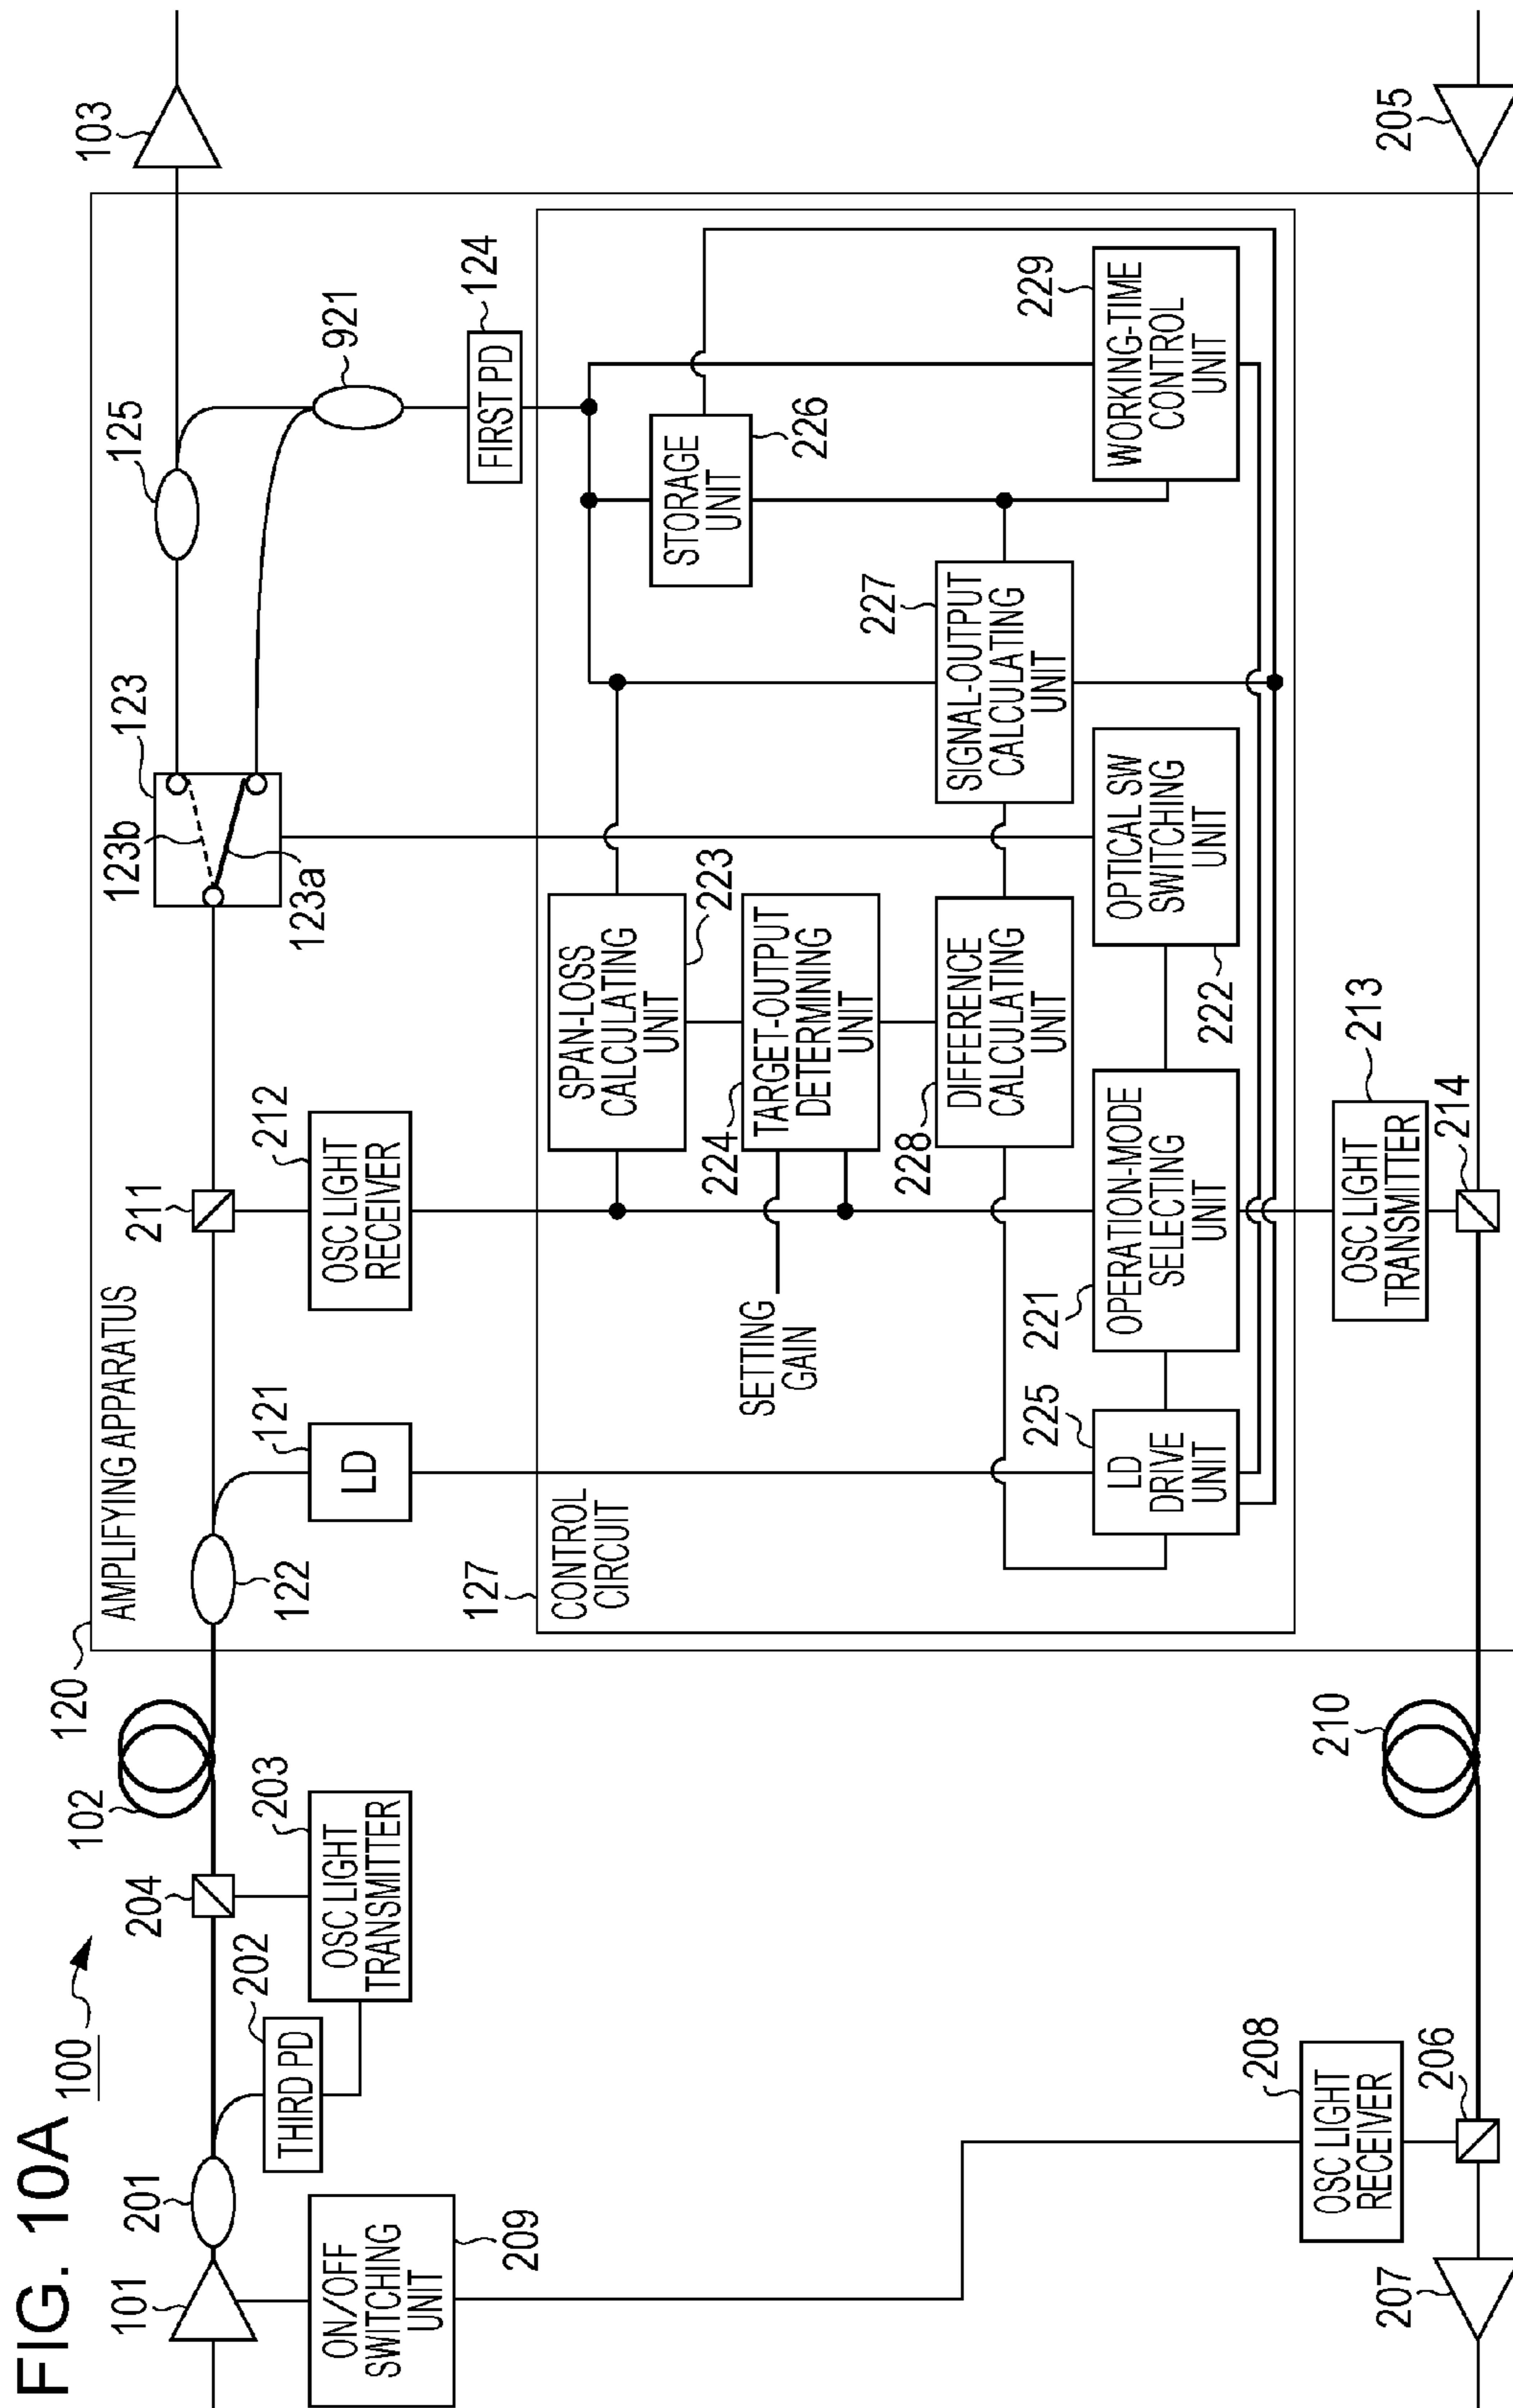 FIG. 10A
100
101
201
202
THIRD PD
204
203
OSC LIGHT
TRANSMITTER
102
ON/OFF
SWITCHING
UNIT
209
120
AMPLIFYING APPARATUS
122
121
LD
211
212
OSC LIGHT
RECEIVER
123
123b
123a
125
921
124
FIRST PD
103
127
CONTROL
CIRCUIT
SPAN-LOSS
CALCULATING
UNIT
223
SETTING
GAIN
224
TARGET-OUTPUT
DETERMINING
UNIT
228
DIFFERENCE
CALCULATING
UNIT
STORAGE
UNIT
226
227
SIGNAL-OUTPUT
CALCULATING
UNIT
225
LD
DRIVE
UNIT
221
OPERATION-MODE
SELECTING
UNIT
OPTICAL SW
SWITCHING
UNIT
222
229
WORKING-TIME
CONTROL
UNIT
207
208
OSC LIGHT
RECEIVER
206
210
213
OSC LIGHT
TRANSMITTER
214
205